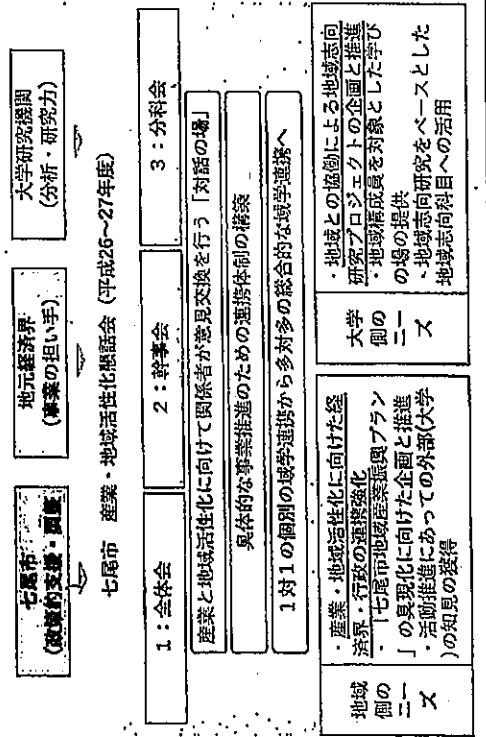 七尾市
(政策的支援・調整)
地元経済界
(事業の担い手)
大学研究機関
(分析・研究力)
七尾市 産業・地域活性化懇話会 (平成26~27年度)
1:全体会
2:幹事会
3:分科会
産業と地域活性化に向けて関係者が意見交換を行う「対話の場」
具体的な事業推進のための連携体制の構築
1対1の個別の域学連携から多対多の総合的な域学連携へ
地域
側の
ニー
ズ
・産業・地域活性化に向けた経
済界・行政の連携強化
・「七尾市地域産業振興プラン
」の具現化に向けた企画と推進
・活動推進にあっての外部(大学
)の知見の獲得
大学
側の
ニー
ズ
・地域との協働による地域志向
研究プロジェクトの企画と推進
・地域構成員を対象とした学び
の場の提供
・地域志向研究をベースとした
地域志向科目への活用